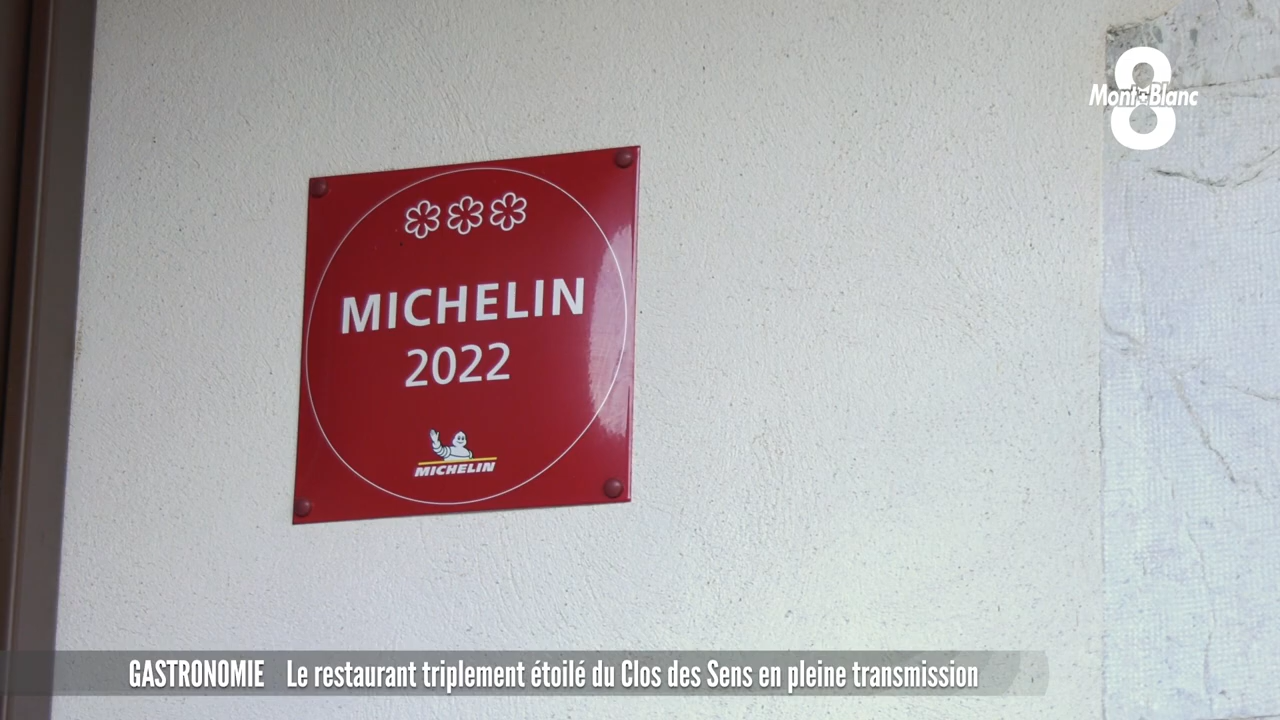 8
Mont-Blanc
MICHELIN
2022
MICHELIN
GASTRONOMIE Le restaurant triplement étoilé du Clos des Sens en pleine transmission